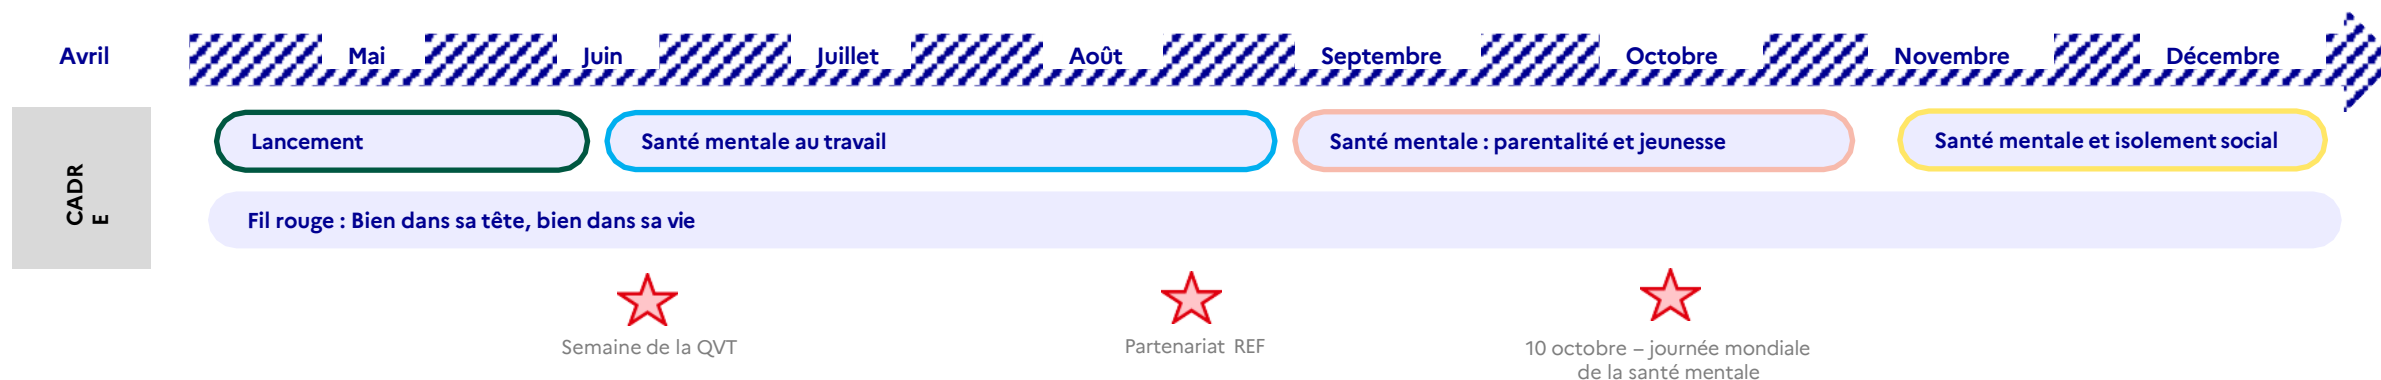 Avril Mai Juin Juillet Août Septembre Octobre Novembre Décembre
CADR
E
Lancement
Santé mentale au travail
Santé mentale : parentalité et jeunesse
Santé mentale et isolement social
Fil rouge : Bien dans sa tête, bien dans sa vie
Semaine de la QVT
Partenariat REF
10 octobre – journée mondiale
de la santé mentale